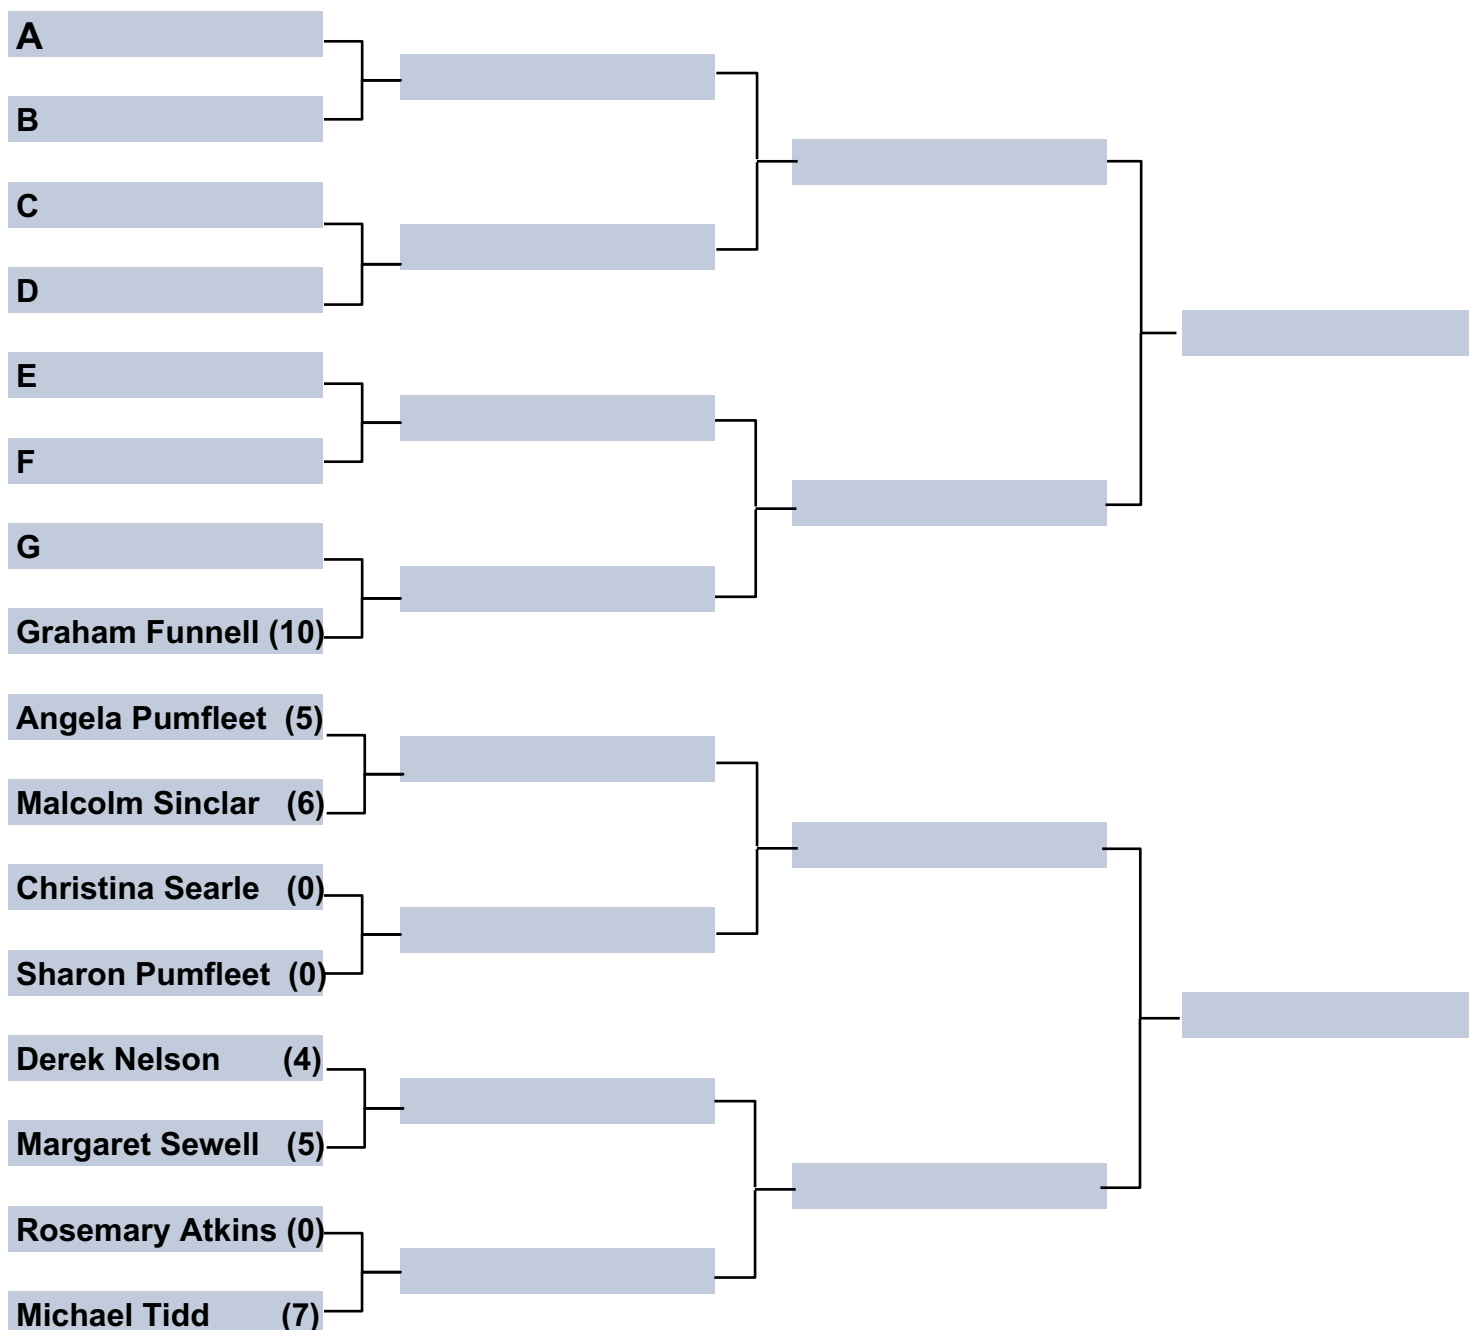 A
B
C
D
E
F
G
Graham Funnell (10)
Angela Pumfleet (5)
Malcolm Sinclar (6)
Christina Searle (0)
Sharon Pumfleet (0)
Derek Nelson (4)
Margaret Sewell (5)
Rosemary Atkins (0)
Michael Tidd (7)